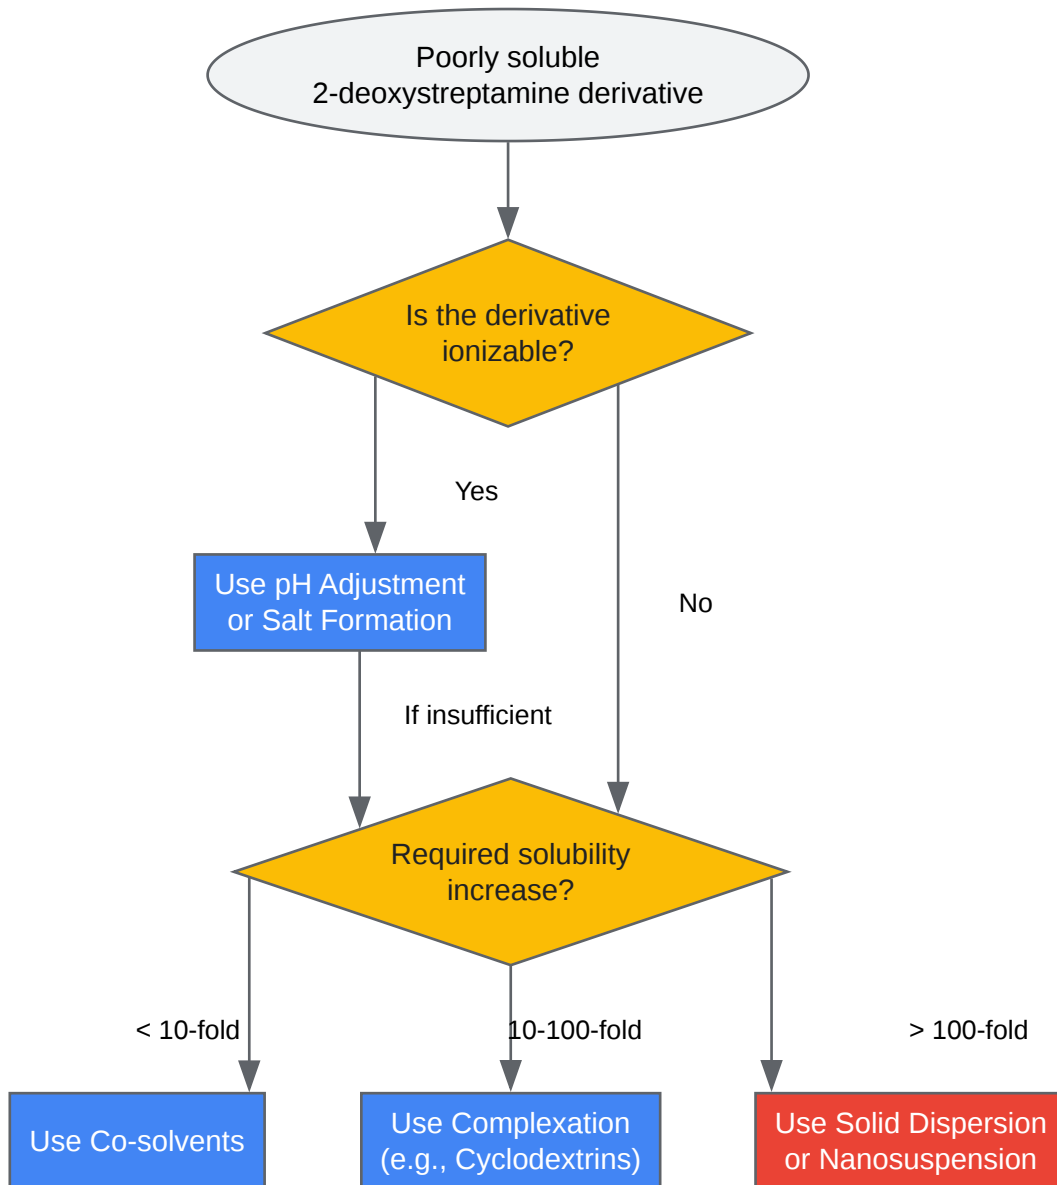 Poorly soluble
2-deoxystreptamine derivative
Is the derivative
ionizable?
Yes
Use pH Adjustment
or Salt Formation
No
If insufficient
Required solubility
increase?
< 10-fold
10-100-fold
> 100-fold
Use Co-solvents
Use Complexation
(e.g., Cyclodextrins)
Use Solid Dispersion
or Nanosuspension